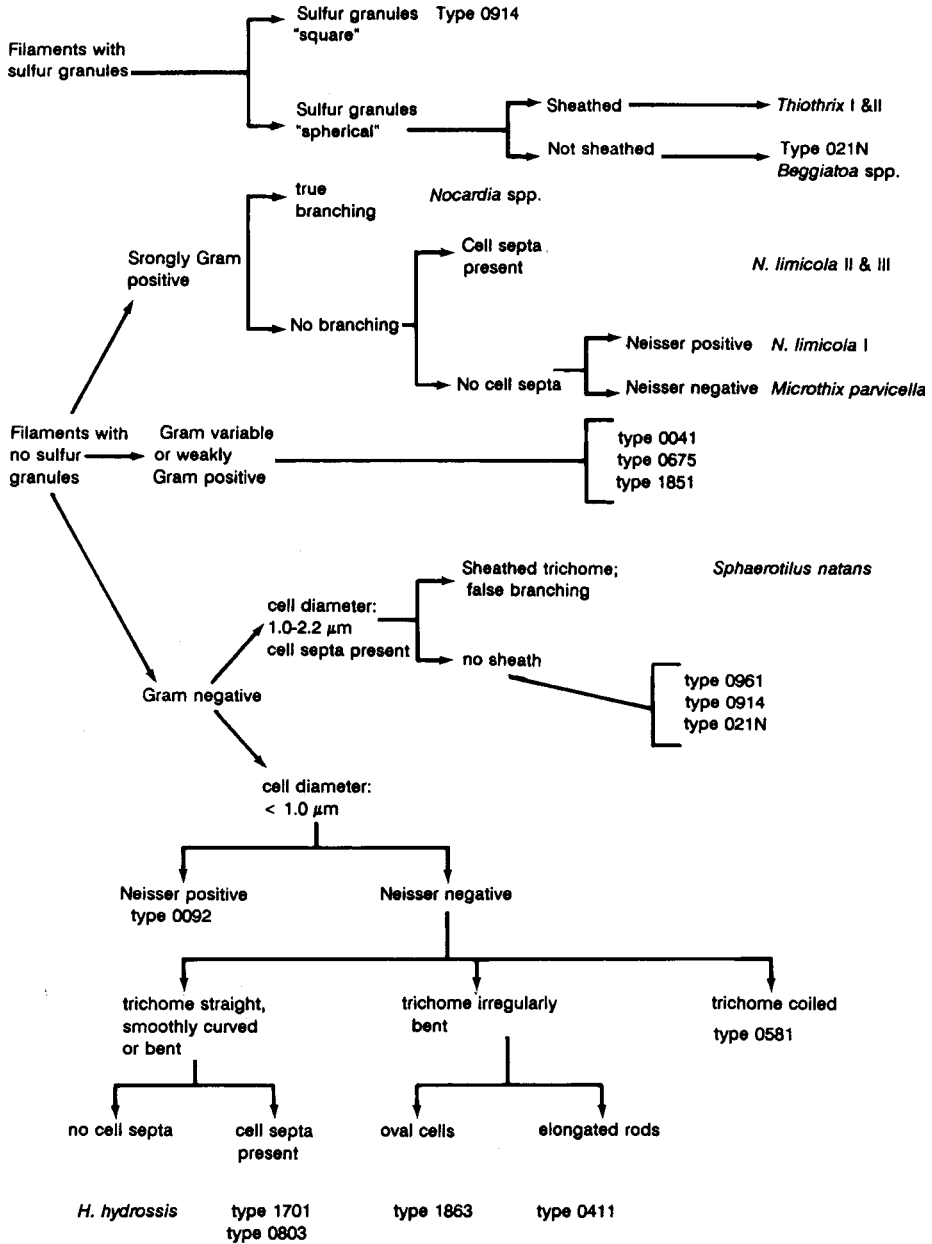 Sulfur granules Type 0914
"square"
Filaments with
sulfur granules
Sulfur granules
"spherical"
Sheathed
Thiothrix I &II
Not sheathed
Type 021N
Beggiatoa spp.
true
branching
Nocardia spp.
Srongly Gram
positive
Cell septa
present
N. limicola II & III
No branching
Neisser positive N. limicola I
No cell septa
Neisser negative Microthix parvicella
Filaments with
no sulfur
granules
Gram variable
or weakly
Gram positive
type 0041
type 0675
type 1851
Sheathed trichome;
false branching
Sphaerotilus natans
cell diameter:
1.0-2.2 μm
cell septa present
no sheath
type 0961
type 0914
type 021N
Gram negative
cell diameter:
< 1.0 μm
Neisser positive
type 0092
Neisser negative
trichome straight,
smoothly curved
or bent
trichome irregularly
bent
trichome coiled
type 0581
no cell septa
cell septa
present
oval cells
elongated rods
H. hydrossis
type 1701
type 0803
type 1863
type 0411